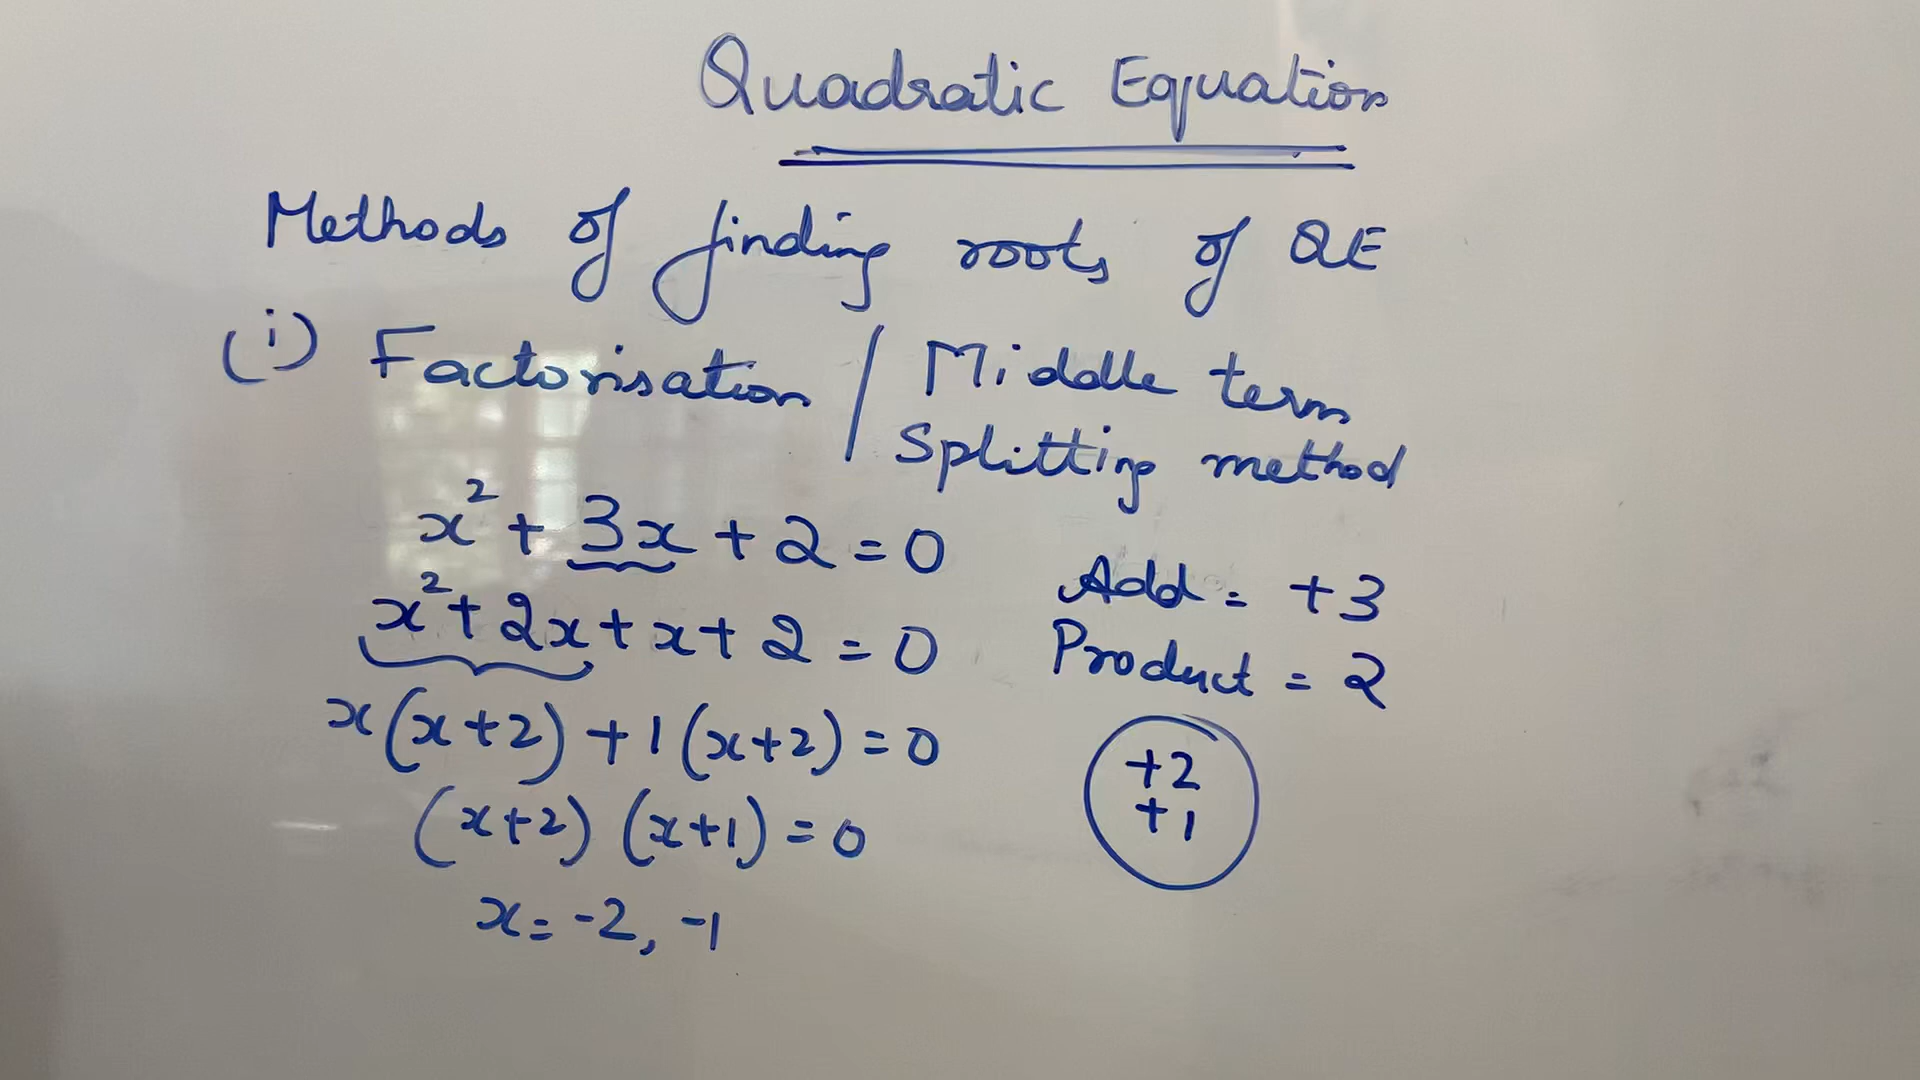 Quadratic Equation
Methods of finding roots of QE
(i) Factorisation / Middle term
Splitting method
x² + 3x + 2 = 0
x² + 2x + x + 2 = 0
x(x+2) + 1(x+2) = 0
(x+2) (x+1) = 0
x = -2, -1
Add = +3
Product = 2
+2
+1